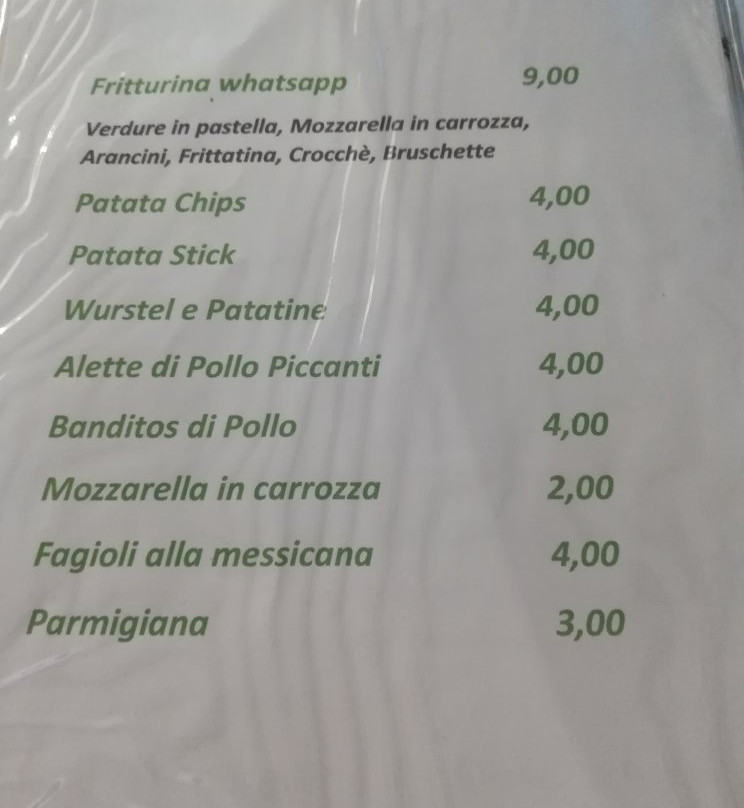 Fritturina whatsapp 9,00
Verdure in pastella, Mozzarella in carrozza,
Arancini, Frittatina, Crocchè, Bruschette
Patata Chips 4,00
Patata Stick 4,00
Wurstel e Patatine 4,00
Alette di Pollo Piccanti 4,00
Banditos di Pollo 4,00
Mozzarella in carrozza 2,00
Fagioli alla messicana 4,00
Parmigiana 3,00